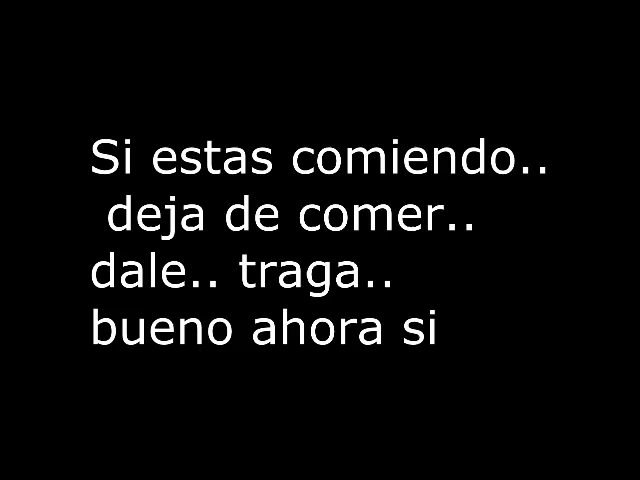 Si estas comiendo..
deja de comer..
dale.. traga..
bueno ahora si